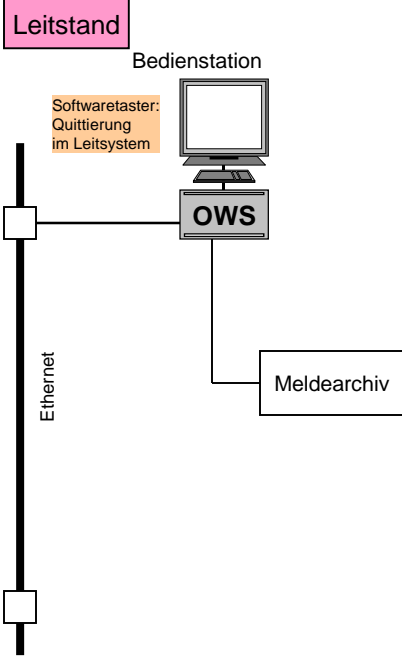 Leitstand
Bedienstation
Softwaretaster:
Quittierung
im Leitsystem
OWS
Ethernet
Meldearchiv